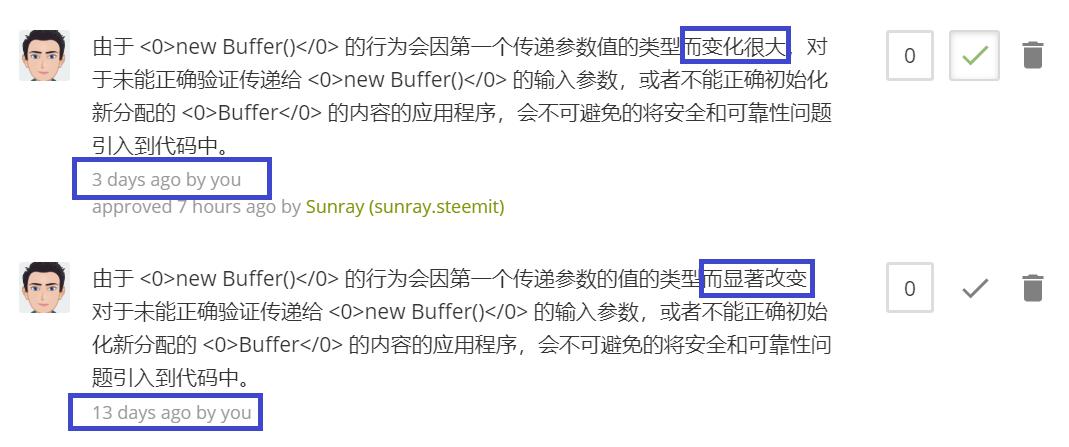 由于 <0>new Buffer()</0> 的行为会因第一个传递参数值的类型而变化很大，对
0
于未能正确验证传递给 <0>new Buffer()</0> 的输入参数，或者不能正确初始化
新分配的 <0>Buffer</0> 的内容的应用程序，会不可避免的将安全和可靠性问题
引入到代码中。
3 days ago by you
approved 7 hours ago by Sunray (sunray.steemit)
由于 <0>new Buffer()</0> 的行为会因第一个传递参数的值的类型而显著改变
0
对于未能正确验证传递给 <0>new Buffer()</0> 的输入参数，或者不能正确初始
化新分配的 <0>Buffer</0> 的内容的应用程序，会不可避免的将安全和可靠性问
题引入到代码中。
13 days ago by you